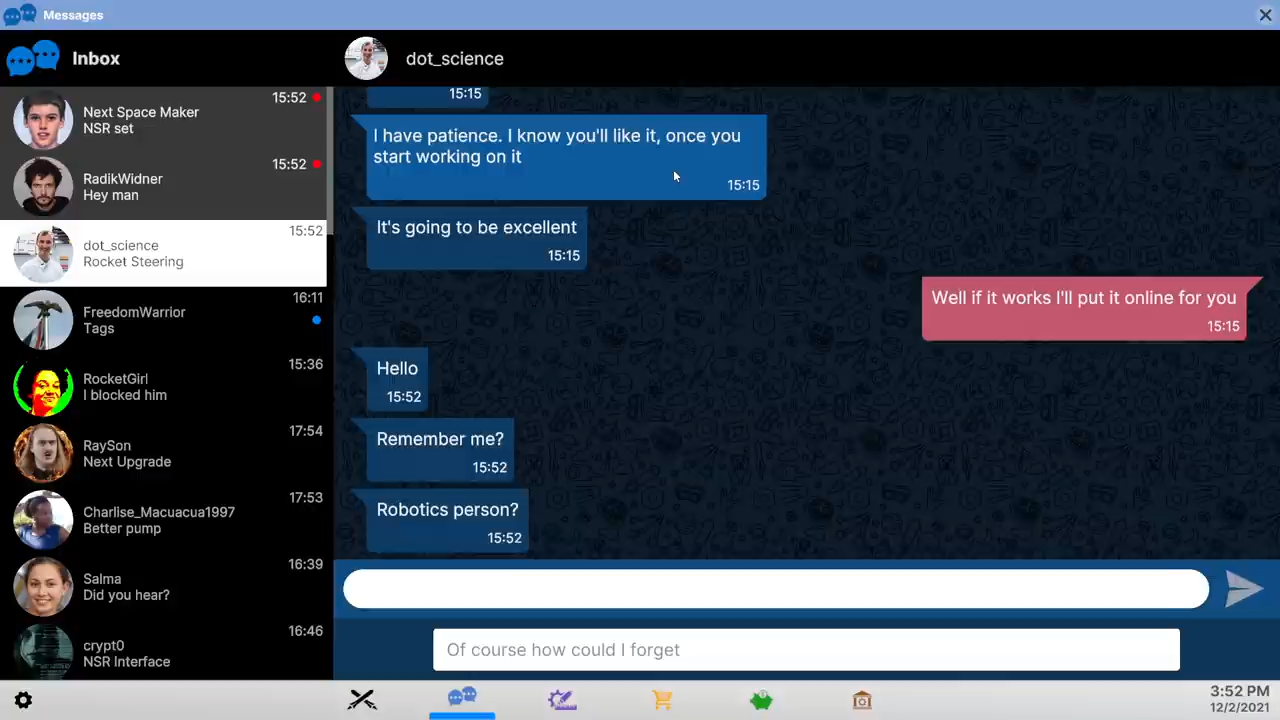 Messages
Inbox
dot_science
Next Space Maker
NSR set
15:52
RadikWidner
Hey man
15:52
dot_science
Rocket Steering
15:52
FreedomWarrior
Tags
16:11
RocketGirl
I blocked him
15:36
RaySon
Next Upgrade
17:54
Charlise_Macuacua1997
Better pump
17:53
Salma
Did you hear?
16:39
crypt0
NSR Interface
16:46
15:15
I have patience. I know you'll like it, once you
start working on it
15:15
It's going to be excellent
15:15
Well if it works I'll put it online for you
15:15
Hello
15:52
Remember me?
15:52
Robotics person?
15:52
Of course how could I forget
3:52 PM
12/2/2021